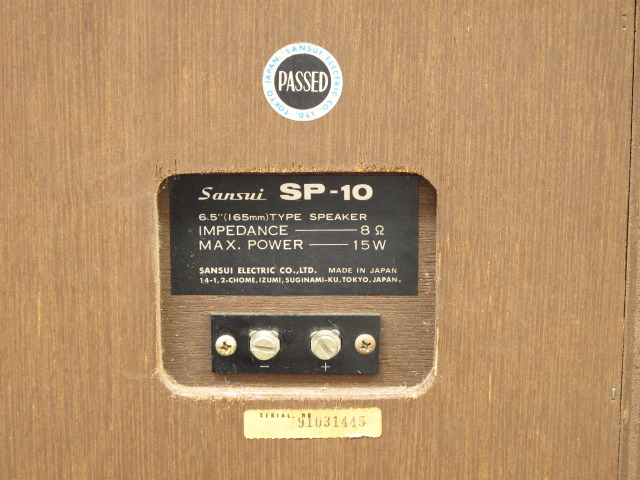 SANSUI ELECTRIC CO., LTD. TOKYO JAPAN.
PASSED
Sansui SP-10
6.5"(165mm)TYPE SPEAKER
IMPEDANCE 8 Ω
MAX. POWER 15 W
SANSUI ELECTRIC CO.,LTD. MADE IN JAPAN
14-1, 2-CHOME, IZUMI, SUGINAMI-KU, TOKYO, JAPAN.
- +
SERIAL. NO
91031445